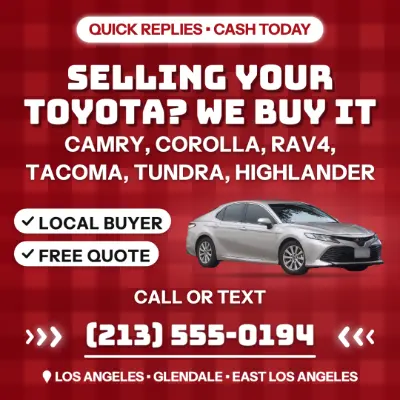 QUICK REPLIES • CASH TODAY
SELLING YOUR
TOYOTA? WE BUY IT
CAMRY, COROLLA, RAV4,
TACOMA, TUNDRA, HIGHLANDER
LOCAL BUYER
FREE QUOTE
CALL OR TEXT
(213) 555-0194
LOS ANGELES • GLENDALE • EAST LOS ANGELES